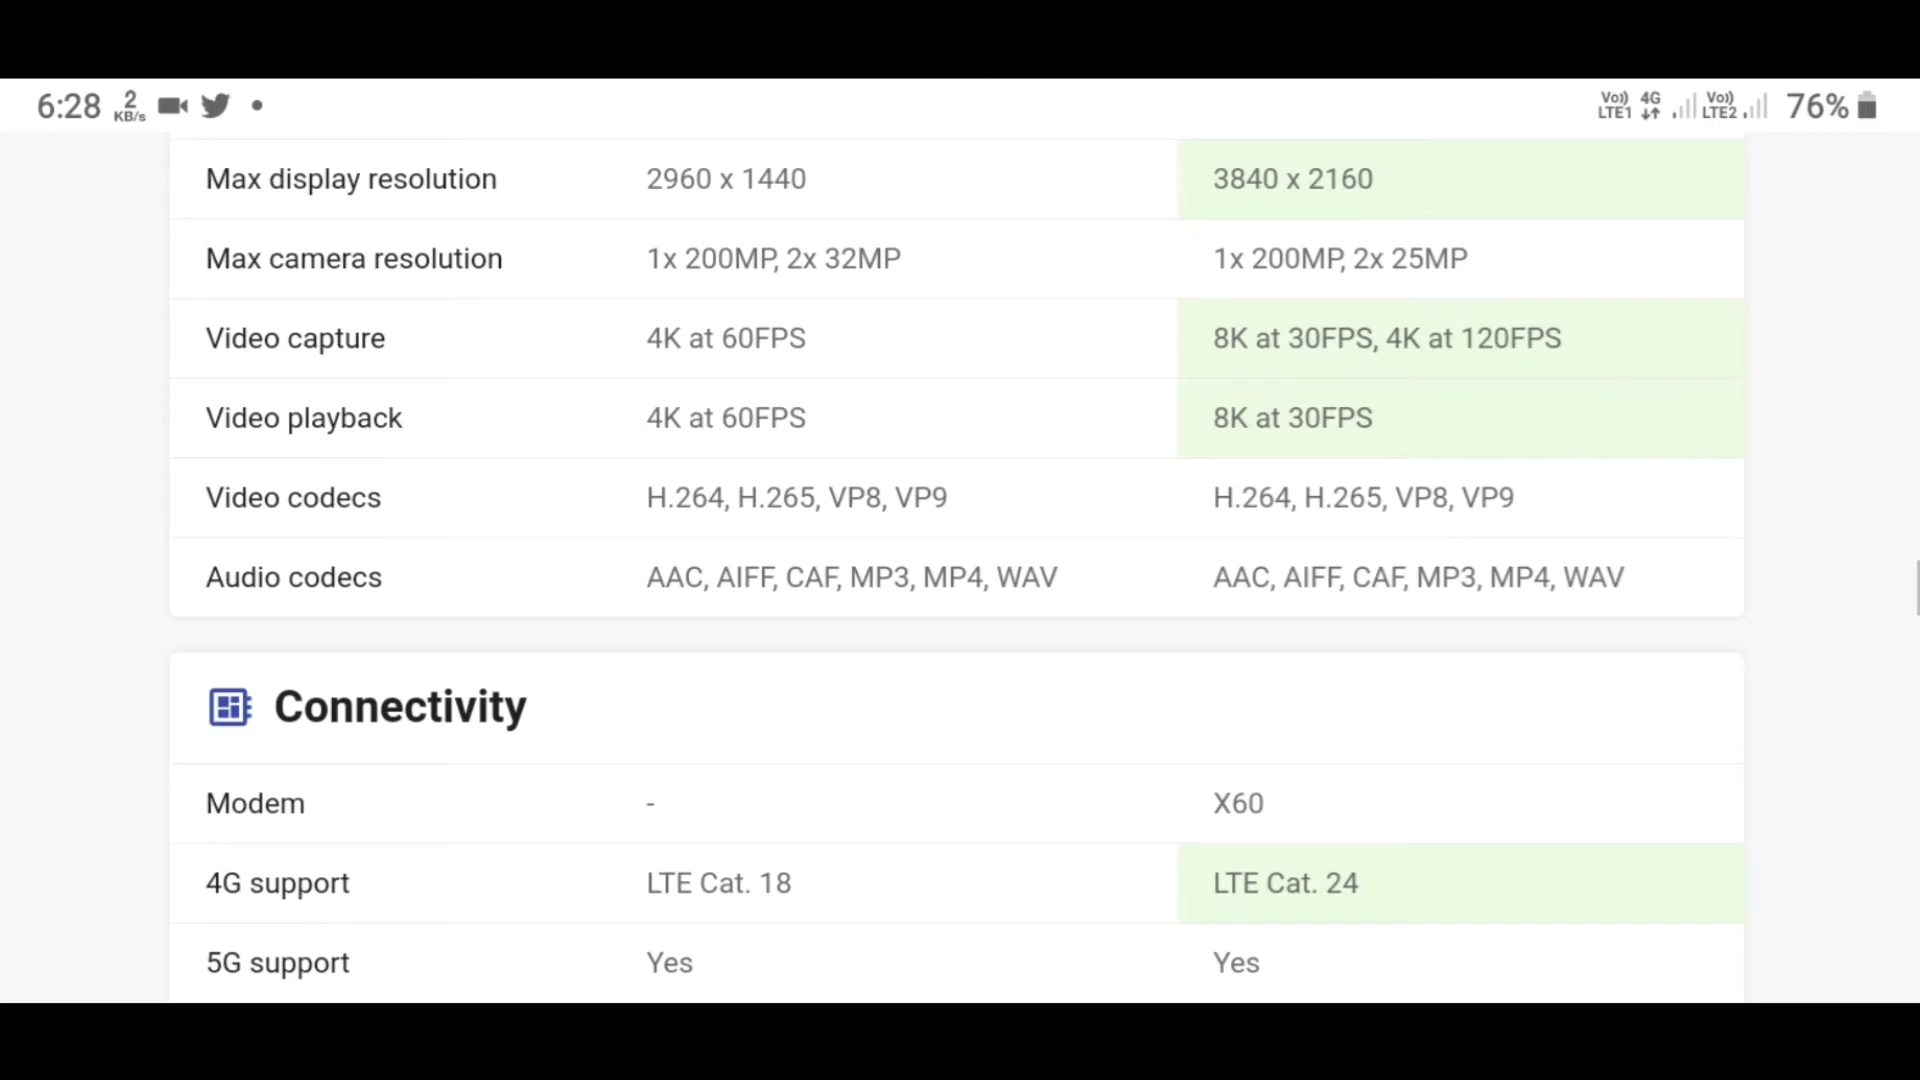 6:28 2 KB/s Vo)) LTE1 4G Vo)) LTE2 76%
Max display resolution 2960 x 1440 3840 x 2160
Max camera resolution 1x 200MP, 2x 32MP 1x 200MP, 2x 25MP
Video capture 4K at 60FPS 8K at 30FPS, 4K at 120FPS
Video playback 4K at 60FPS 8K at 30FPS
Video codecs H.264, H.265, VP8, VP9 H.264, H.265, VP8, VP9
Audio codecs AAC, AIFF, CAF, MP3, MP4, WAV AAC, AIFF, CAF, MP3, MP4, WAV
Connectivity
Modem - X60
4G support LTE Cat. 18 LTE Cat. 24
5G support Yes Yes